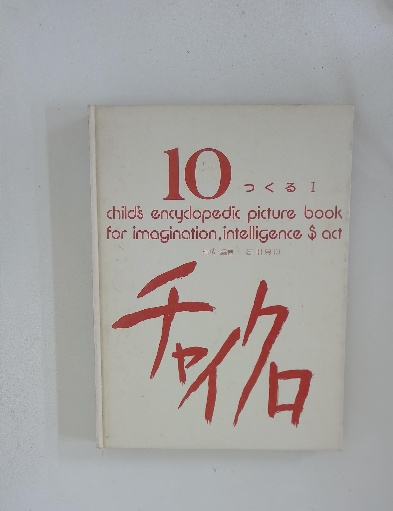 10 つくる I
child's encyclopedic picture book
for imagination, intelligence $ act
チャイクロ